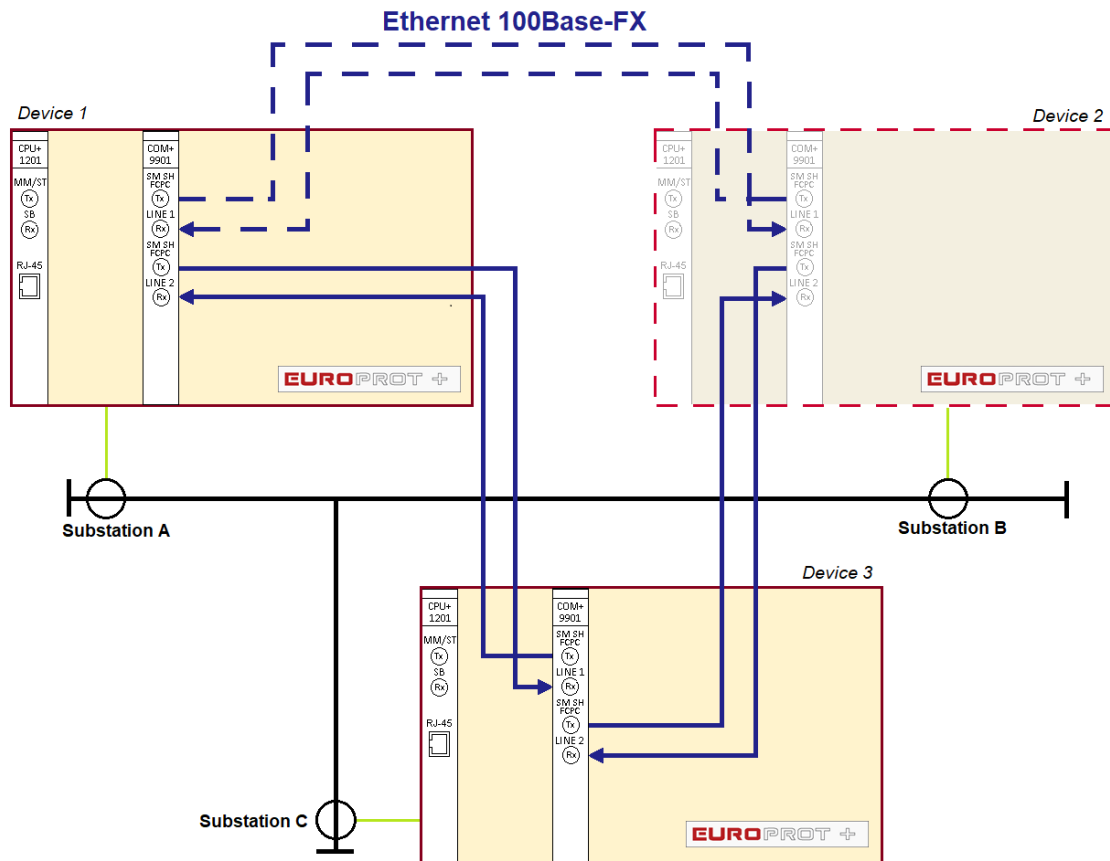 Ethernet 100Base-FX
Device 1
CPU+
1201
MM/ST
Tx
SB
Rx
RJ-45
COM+
9901
SM SH
FCPC
Tx
LINE 1
Rx
SM SH
FCPC
Tx
LINE 2
Rx
EUROPROT +
Device 2
CPU+
1201
MM/ST
Tx
SB
Rx
RJ-45
COM+
9901
SM SH
FCPC
Tx
LINE 1
Rx
SM SH
FCPC
Tx
LINE 2
Rx
EUROPROT +
Substation A
Substation B
Device 3
CPU+
1201
MM/ST
Tx
SB
Rx
RJ-45
COM+
9901
SM SH
FCPC
Tx
LINE 1
Rx
SM SH
FCPC
Tx
LINE 2
Rx
EUROPROT +
Substation C